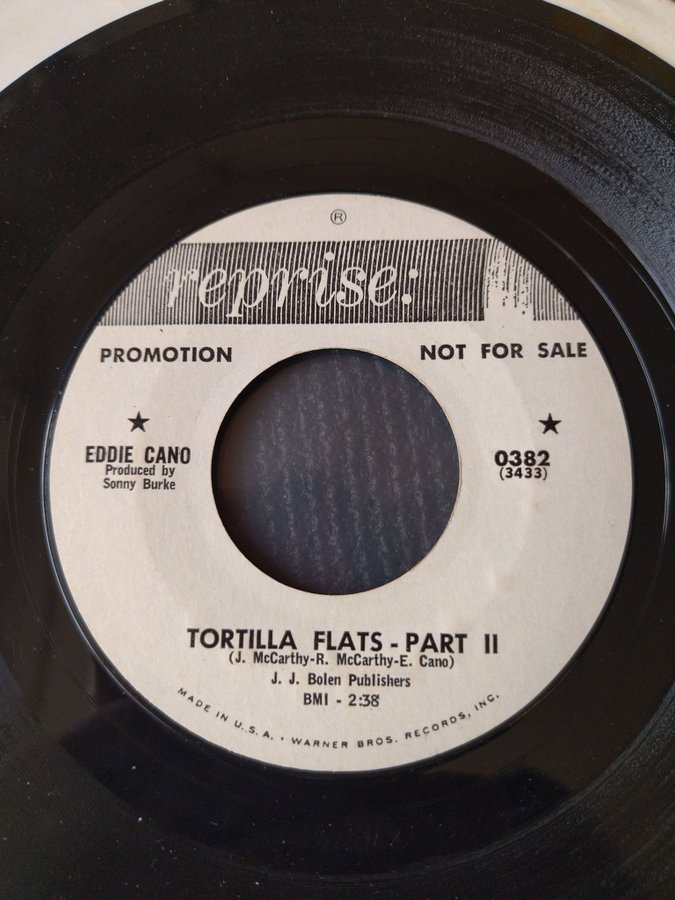 ®
reprise:
PROMOTION NOT FOR SALE
EDDIE CANO
Produced by
Sonny Burke
0382
(3433)
TORTILLA FLATS - PART II
(J. McCarthy-R. McCarthy-E. Cano)
J. J. Bolen Publishers
BMI - 2:38
MADE IN U.S.A. • WARNER BROS. RECORDS, INC.